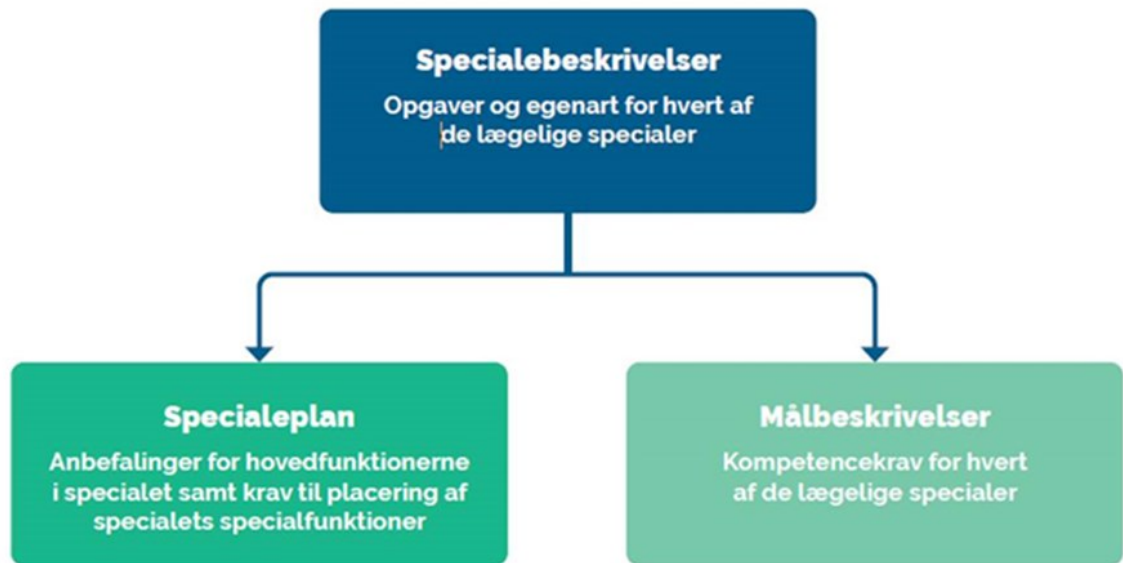 Specialebeskrivelser
Opgaver og egenart for hvert af
de lægelige specialer
Specialeplan
Anbefalinger for hovedfunktionerne
i specialet samt krav til placering af
specialets specialfunktioner
Målbeskrivelser
Kompetencekrav for hvert
af de lægelige specialer